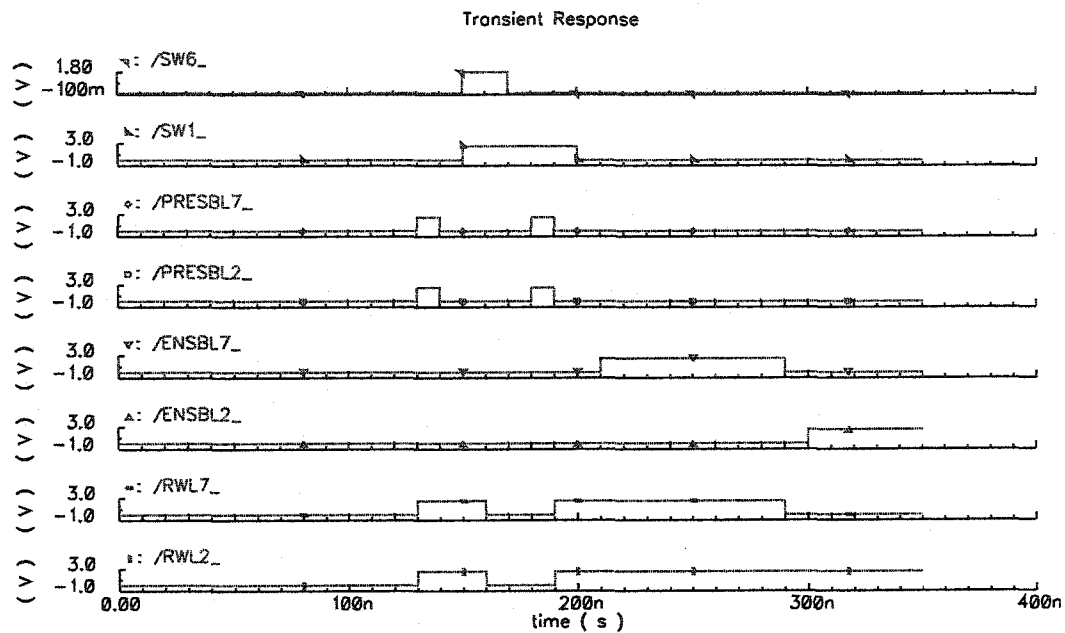 Transient Response
(V) 1.80 : /SW6_
-100m
(V) 3.0 : /SW1_
-1.0
(V) 3.0 : /PRESBL7_
-1.0
(V) 3.0 : /PRESBL2_
-1.0
(V) 3.0 : /ENSBL7_
-1.0
(V) 3.0 : /ENSBL2_
-1.0
(V) 3.0 : /RWL7_
-1.0
(V) 3.0 : /RWL2_
-1.0
0.00 100n 200n 300n 400n
time ( s )